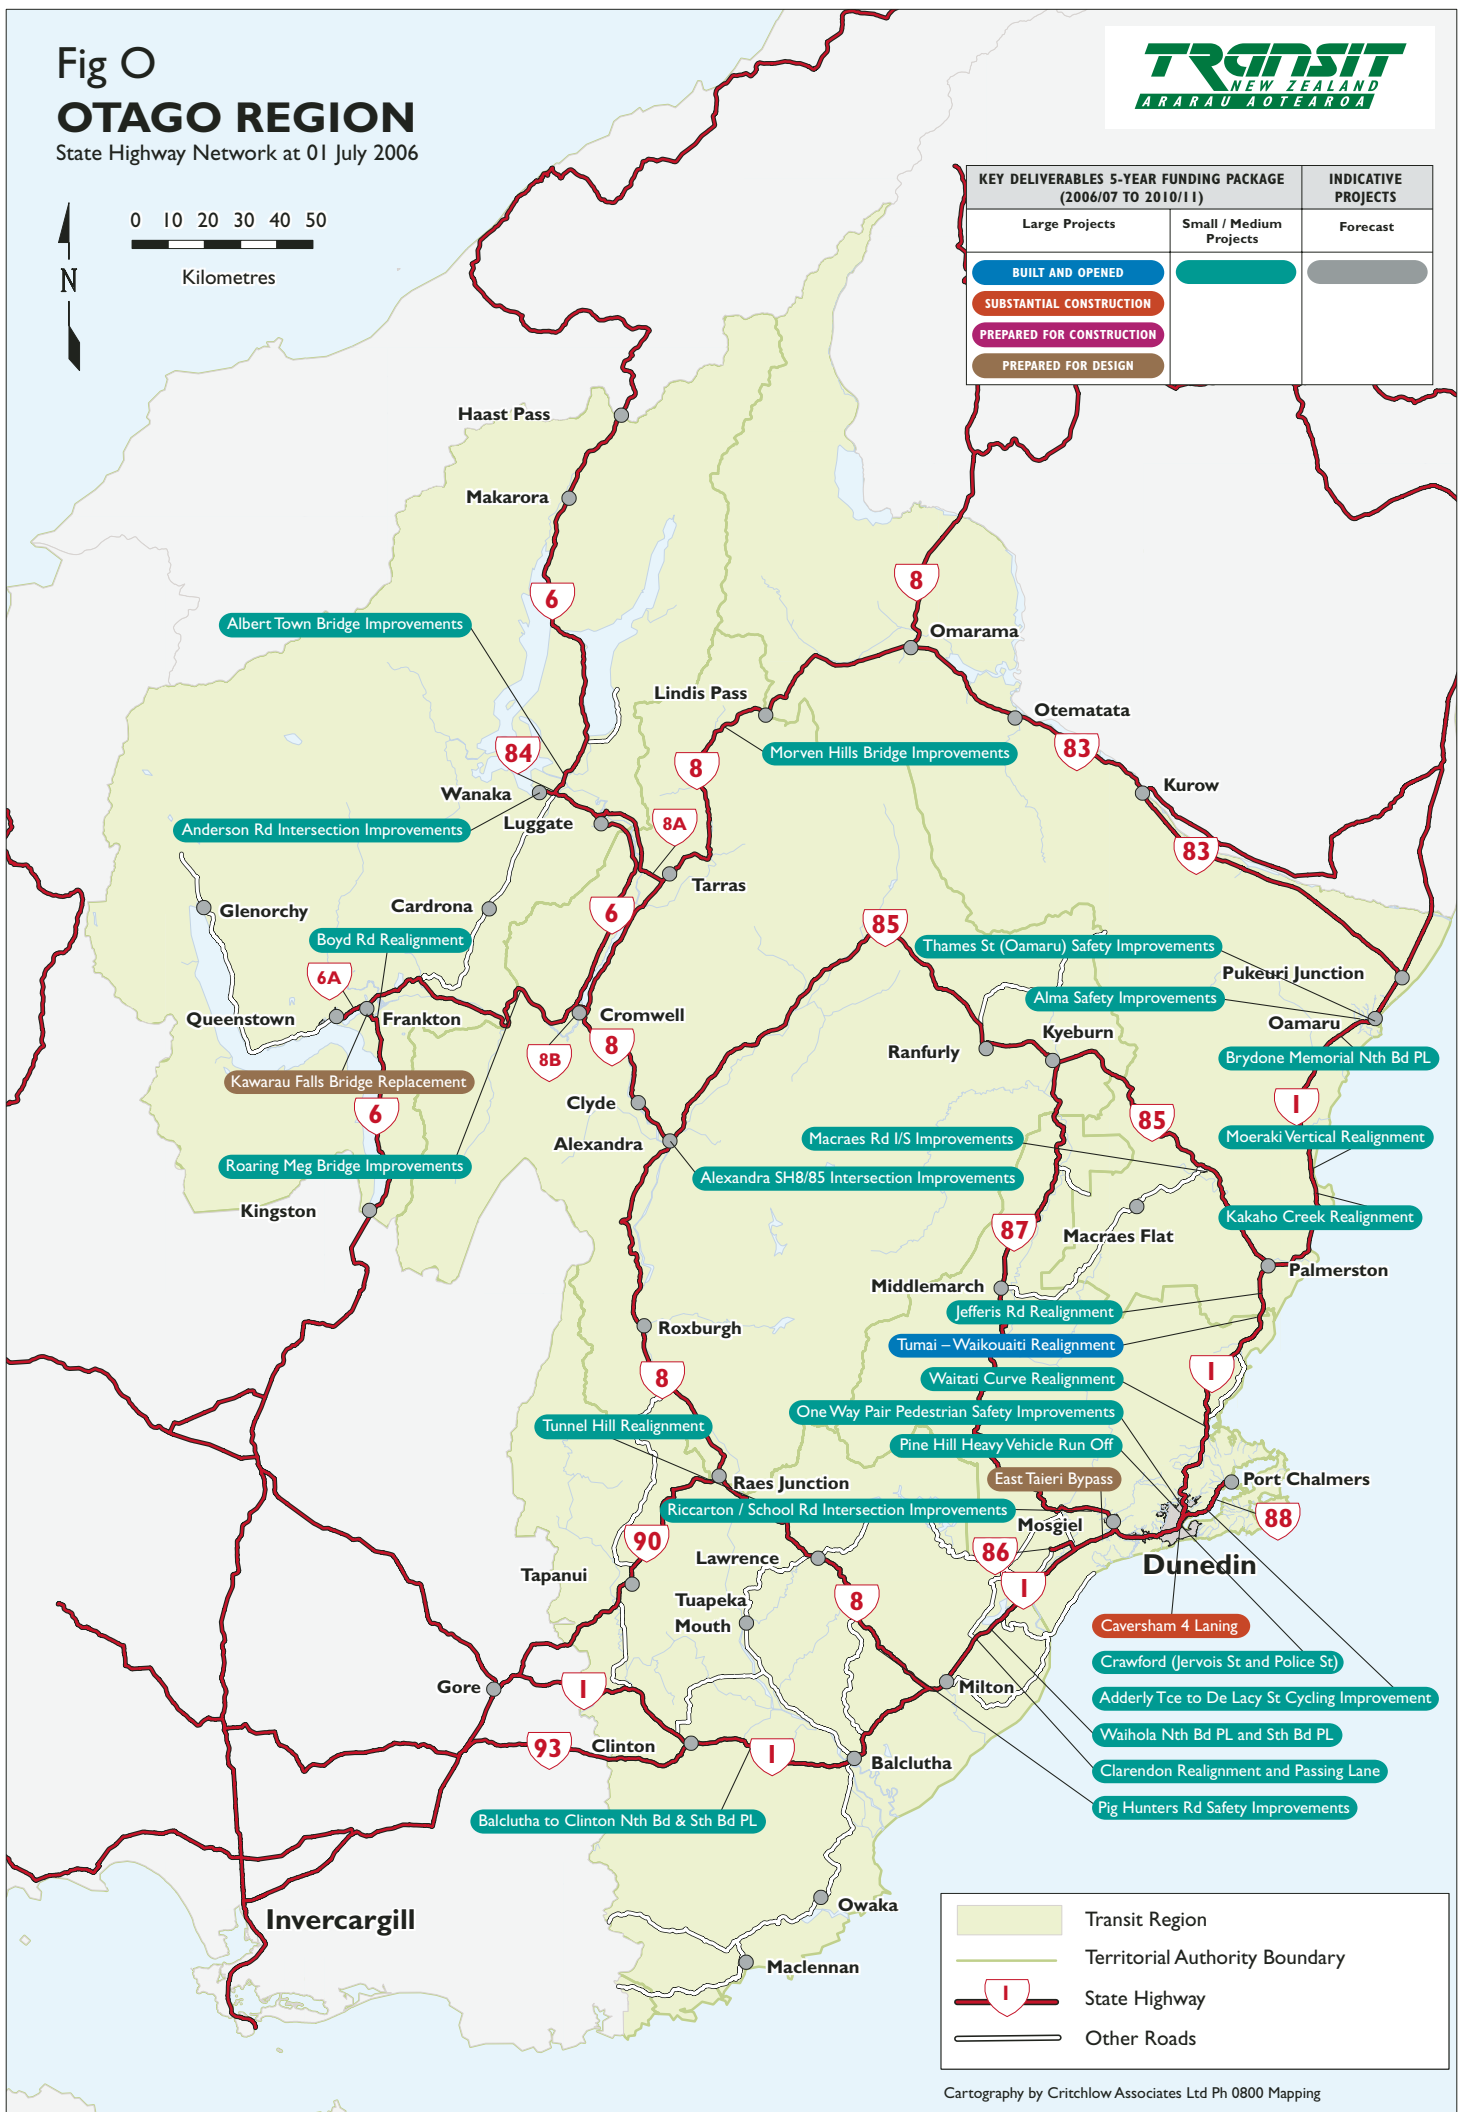 Fig O
OTAGO REGION
State Highway Network at 01 July 2006
TRANSIT
NEW ZEALAND
ARARAU AOTEAROA
0 10 20 30 40 50
Kilometres
N
KEY DELIVERABLES 5-YEAR FUNDING PACKAGE
(2006/07 TO 2010/11)
INDICATIVE
PROJECTS
Large Projects
Small / Medium
Projects
Forecast
BUILT AND OPENED
SUBSTANTIAL CONSTRUCTION
PREPARED FOR CONSTRUCTION
PREPARED FOR DESIGN
Haast Pass
Makarora
6
8
Albert Town Bridge Improvements
Omarama
Lindis Pass
Otematata
84
Morven Hills Bridge Improvements
83
8
Wanaka
Kurow
Anderson Rd Intersection Improvements
Luggate
8A
83
Tarras
Glenorchy
Cardrona
6
85
Boyd Rd Realignment
Thames St (Oamaru) Safety Improvements
6A
Pukeuri Junction
Alma Safety Improvements
Queenstown
Frankton
Cromwell
Oamaru
Kyeburn
Ranfurly
8B
8
Brydone Memorial Nth Bd PL
Kawarau Falls Bridge Replacement
Clyde
1
6
85
Alexandra
Macraes Rd I/S Improvements
Moeraki Vertical Realignment
Roaring Meg Bridge Improvements
Alexandra SH8/85 Intersection Improvements
Kingston
87
Kakaho Creek Realignment
Macraes Flat
Palmerston
Middlemarch
Jefferis Rd Realignment
Roxburgh
Tumai – Waikouaiti Realignment
8
Waitati Curve Realignment
1
One Way Pair Pedestrian Safety Improvements
Tunnel Hill Realignment
Pine Hill Heavy Vehicle Run Off
Raes Junction
East Taieri Bypass
Port Chalmers
Riccarton / School Rd Intersection Improvements
Mosgiel
88
90
86
Lawrence
Dunedin
Tapanui
1
Tuapeka
Mouth
8
Caversham 4 Laning
Crawford (Jervois St and Police St)
Gore
1
Milton
Adderly Tce to De Lacy St Cycling Improvement
Waihola Nth Bd PL and Sth Bd PL
93
Clinton
1
Balclutha
Clarendon Realignment and Passing Lane
Pig Hunters Rd Safety Improvements
Balclutha to Clinton Nth Bd & Sth Bd PL
Owaka
Invercargill
Maclennan
Transit Region
Territorial Authority Boundary
1
State Highway
Other Roads
Cartography by Critchlow Associates Ltd Ph 0800 Mapping